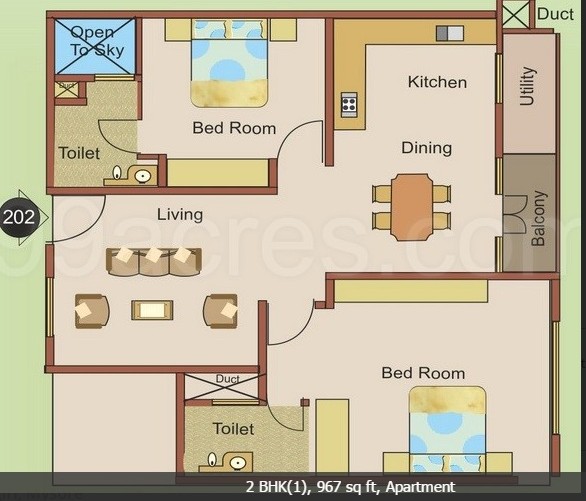 Duct
Open
To Sky
Duct
Kitchen
Utility
Bed Room
Dining
Toilet
Balcony
202
Living
99acres.com
Bed Room
Duct
Toilet
2 BHK(1), 967 sq ft, Apartment